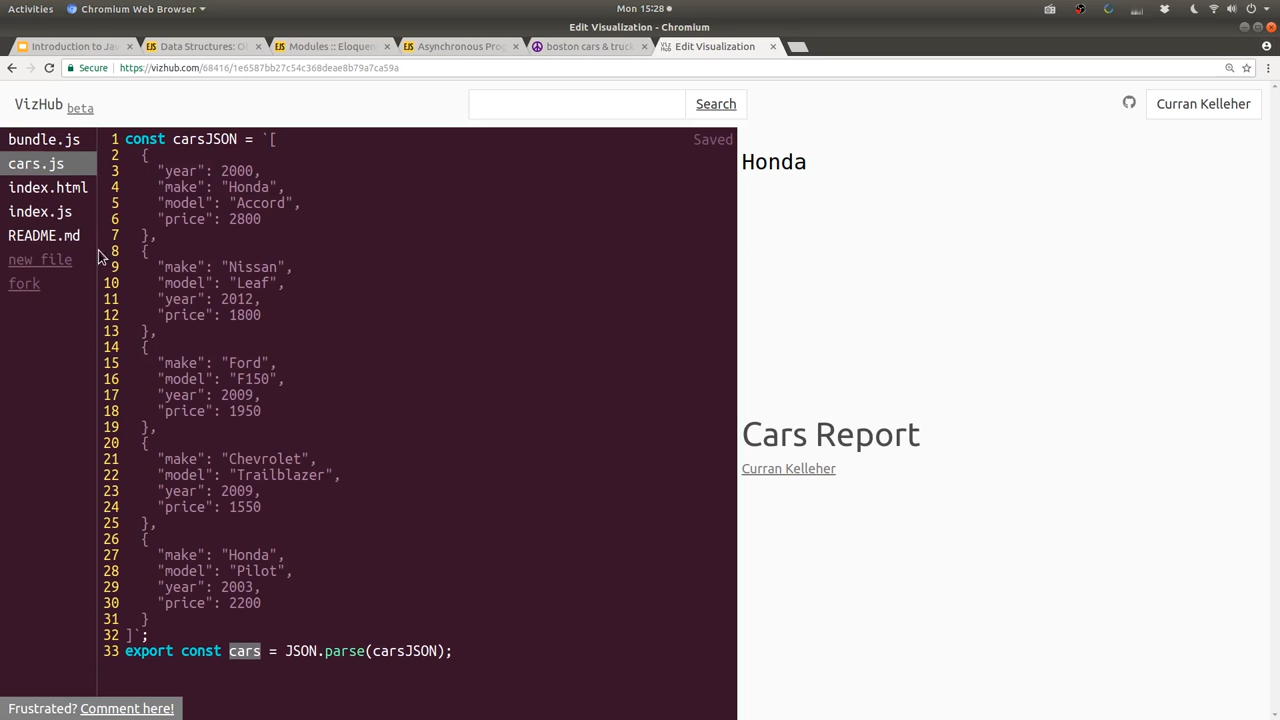 Activities Chromium Web Browser Mon 15:28
Edit Visualization - Chromium
Introduction to Jav Data Structures: Ob Modules :: Eloquen Asynchronous Prog boston cars & truck Edit Visualization
Secure https://vizhub.com/68416/1e6587bb27c54c368deae8b79a7ca59a
VizHub beta Search Curran Kelleher
bundle.js
cars.js
index.html
index.js
README.md
new file
fork
Saved
1 const carsJSON = `[
2 {
3 "year": 2000,
4 "make": "Honda",
5 "model": "Accord",
6 "price": 2800
7 },
8 {
9 "make": "Nissan",
10 "model": "Leaf",
11 "year": 2012,
12 "price": 1800
13 },
14 {
15 "make": "Ford",
16 "model": "F150",
17 "year": 2009,
18 "price": 1950
19 },
20 {
21 "make": "Chevrolet",
22 "model": "Trailblazer",
23 "year": 2009,
24 "price": 1550
25 },
26 {
27 "make": "Honda",
28 "model": "Pilot",
29 "year": 2003,
30 "price": 2200
31 }
32 ]`;
33 export const cars = JSON.parse(carsJSON);
Honda
Cars Report
Curran Kelleher
Frustrated? Comment here!